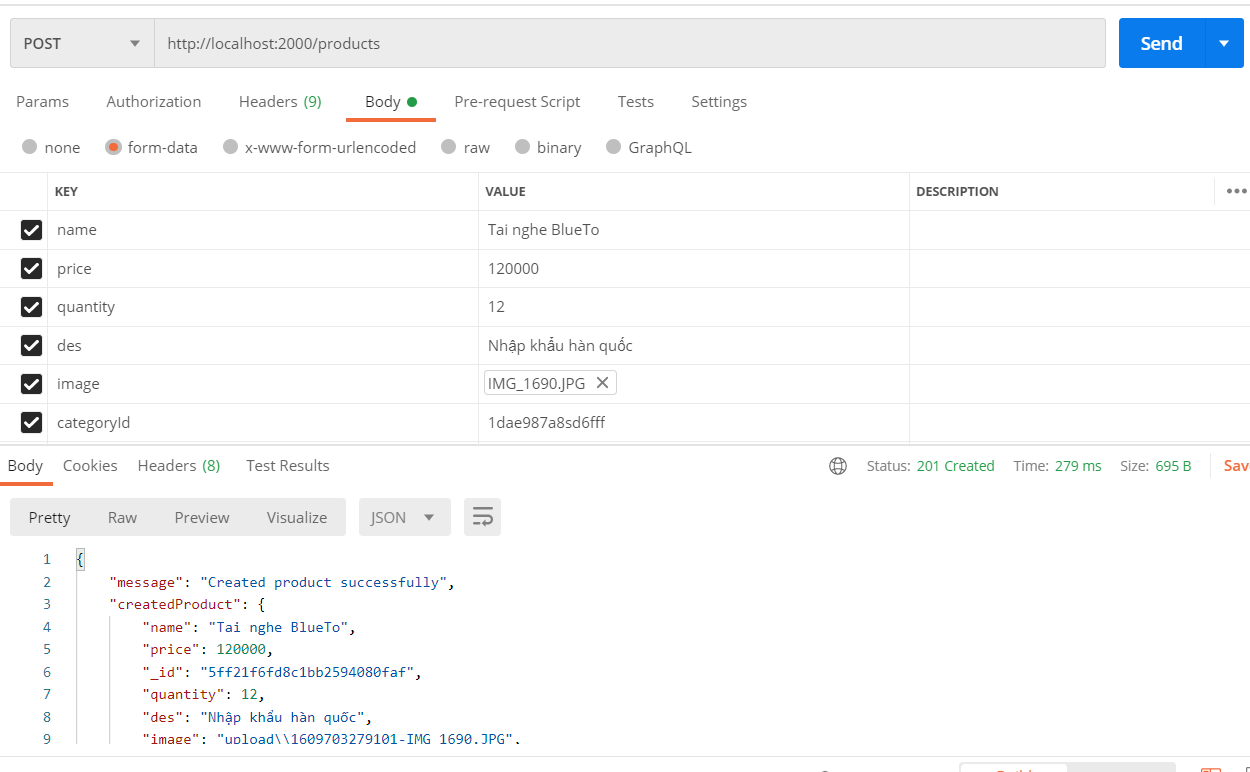 POST http://localhost:2000/products Send
Params Authorization Headers (9) Body Pre-request Script Tests Settings
none form-data x-www-form-urlencoded raw binary GraphQL
KEY VALUE DESCRIPTION
name Tai nghe BlueTo
price 120000
quantity 12
des Nhập khẩu hàn quốc
image IMG_1690.JPG
categoryId 1dae987a8sd6fff
Body Cookies Headers (8) Test Results Status: 201 Created Time: 279 ms Size: 695 B Sav
Pretty Raw Preview Visualize JSON
1 {
2 "message": "Created product successfully",
3 "createdProduct": {
4 "name": "Tai nghe BlueTo",
5 "price": 120000,
6 "_id": "5ff21f6fd8c1bb2594080faf",
7 "quantity": 12,
8 "des": "Nhập khẩu hàn quốc",
9 "image": "upload\\1609703279101-IMG_1690.JPG",